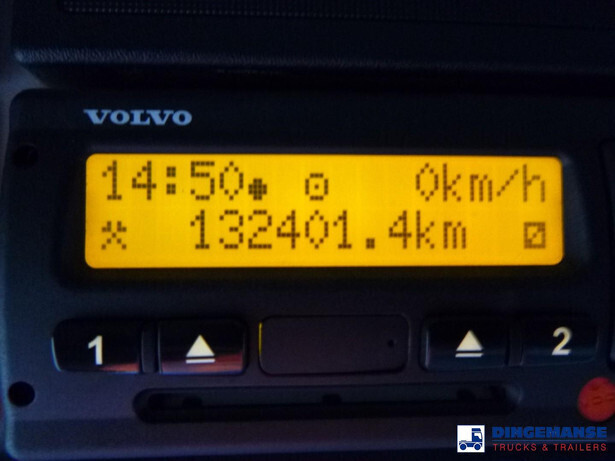 VOLVO
14:50 0km/h
132401.4km
1 2
DINGEMANSE
TRUCKS & TRAILERS